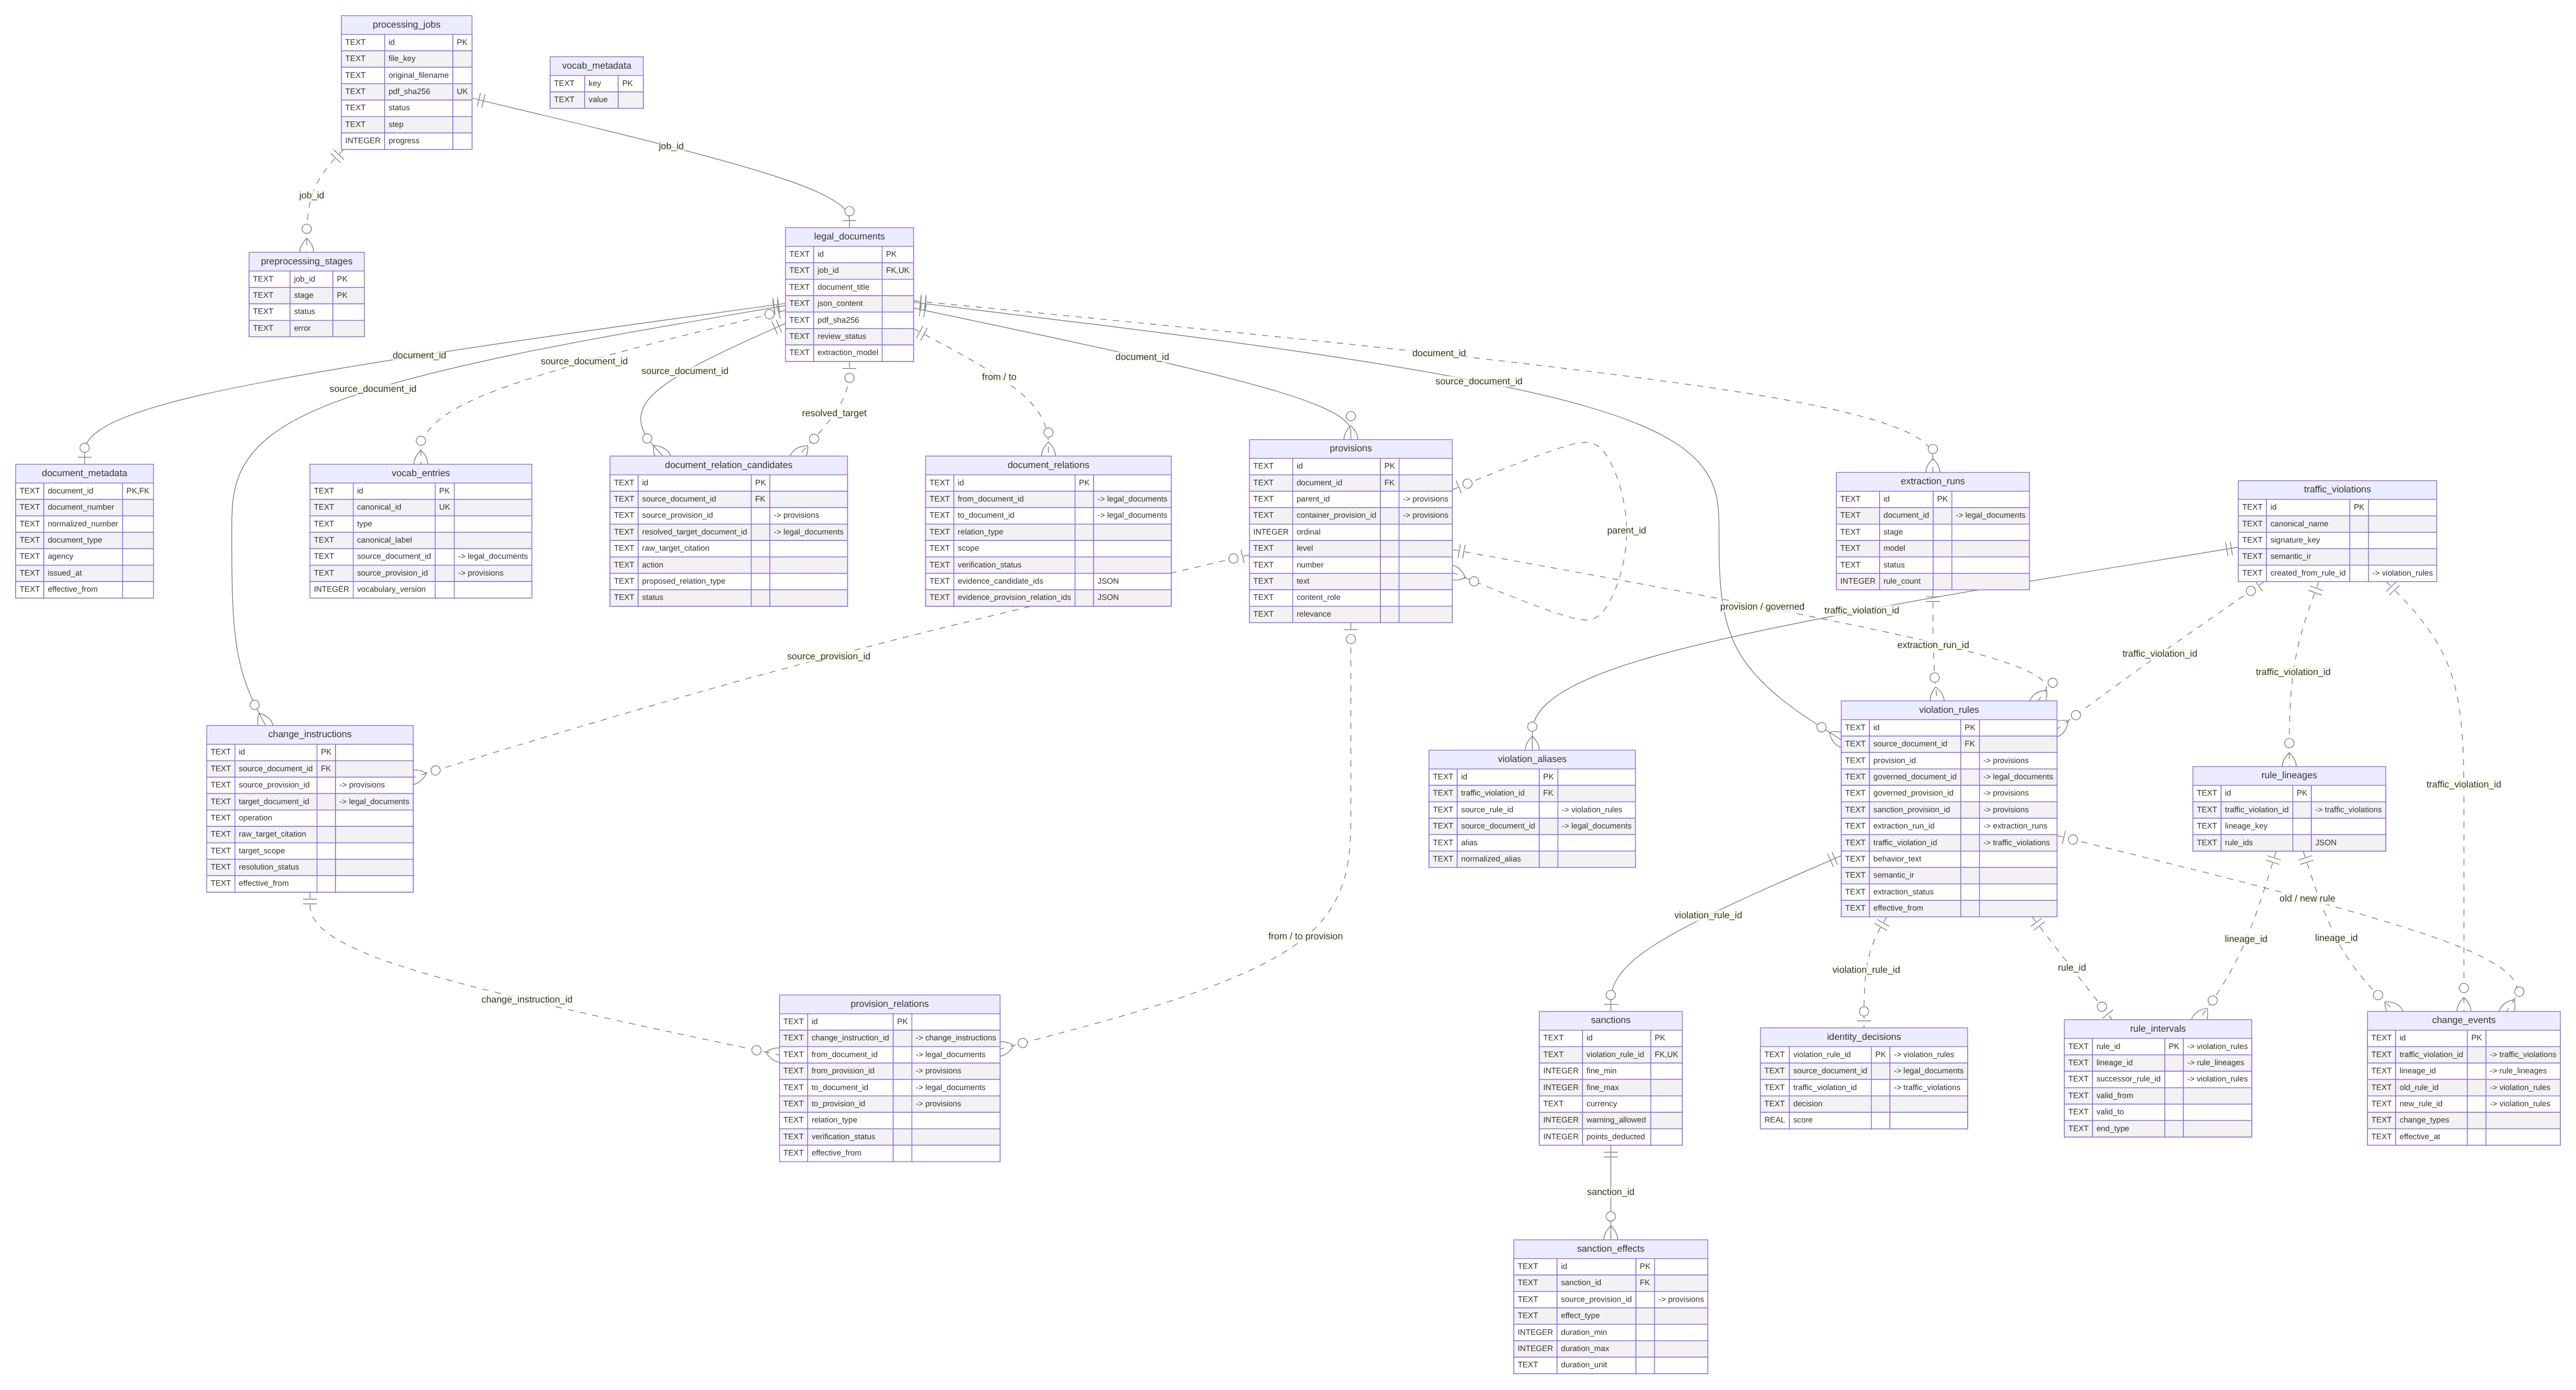 processing_jobs
TEXT id PK
TEXT file_key
TEXT original_filename
TEXT pdf_sha256 UK
TEXT status
TEXT step
INTEGER progress
vocab_metadata
TEXT key PK
TEXT value
job_id
job_id
preprocessing_stages
TEXT job_id PK
TEXT stage PK
TEXT status
TEXT error
legal_documents
TEXT id PK
TEXT job_id FK,UK
TEXT document_title
TEXT json_content
TEXT pdf_sha256
TEXT review_status
TEXT extraction_model
document_id
source_document_id
source_document_id
source_document_id
resolved_target
from / to
document_id
source_document_id
document_id
document_metadata
TEXT document_id PK,FK
TEXT document_number
TEXT normalized_number
TEXT document_type
TEXT agency
TEXT issued_at
TEXT effective_from
vocab_entries
TEXT id PK
TEXT canonical_id UK
TEXT type
TEXT canonical_label
TEXT source_document_id -> legal_documents
TEXT source_provision_id -> provisions
INTEGER vocabulary_version
document_relation_candidates
TEXT id PK
TEXT source_document_id FK
TEXT source_provision_id -> provisions
TEXT resolved_target_document_id -> legal_documents
TEXT raw_target_citation
TEXT action
TEXT proposed_relation_type
TEXT status
document_relations
TEXT id PK
TEXT from_document_id -> legal_documents
TEXT to_document_id -> legal_documents
TEXT relation_type
TEXT scope
TEXT verification_status
TEXT evidence_candidate_ids JSON
TEXT evidence_provision_relation_ids JSON
provisions
TEXT id PK
TEXT document_id FK
TEXT parent_id -> provisions
TEXT container_provision_id -> provisions
INTEGER ordinal
TEXT level
TEXT number
TEXT text
TEXT content_role
TEXT relevance
parent_id
extraction_runs
TEXT id PK
TEXT document_id -> legal_documents
TEXT stage
TEXT model
TEXT status
INTEGER rule_count
traffic_violations
TEXT id PK
TEXT canonical_name
TEXT signature_key
TEXT semantic_ir
TEXT created_from_rule_id -> violation_rules
provision / governed
traffic_violation_id
extraction_run_id
source_provision_id
traffic_violation_id
traffic_violation_id
traffic_violation_id
change_instructions
TEXT id PK
TEXT source_document_id FK
TEXT source_provision_id -> provisions
TEXT target_document_id -> legal_documents
TEXT operation
TEXT raw_target_citation
TEXT target_scope
TEXT resolution_status
TEXT effective_from
violation_aliases
TEXT id PK
TEXT traffic_violation_id FK
TEXT source_rule_id -> violation_rules
TEXT source_document_id -> legal_documents
TEXT alias
TEXT normalized_alias
violation_rules
TEXT id PK
TEXT source_document_id FK
TEXT provision_id -> provisions
TEXT governed_document_id -> legal_documents
TEXT governed_provision_id -> provisions
TEXT sanction_provision_id -> provisions
TEXT extraction_run_id -> extraction_runs
TEXT traffic_violation_id -> traffic_violations
TEXT behavior_text
TEXT semantic_ir
TEXT extraction_status
TEXT effective_from
rule_lineages
TEXT id PK
TEXT traffic_violation_id -> traffic_violations
TEXT lineage_key
TEXT rule_ids JSON
old / new rule
violation_rule_id
from / to provision
lineage_id
lineage_id
violation_rule_id
rule_id
change_instruction_id
provision_relations
TEXT id PK
TEXT change_instruction_id -> change_instructions
TEXT from_document_id -> legal_documents
TEXT from_provision_id -> provisions
TEXT to_document_id -> legal_documents
TEXT to_provision_id -> provisions
TEXT relation_type
TEXT verification_status
TEXT effective_from
sanctions
TEXT id PK
TEXT violation_rule_id FK,UK
INTEGER fine_min
INTEGER fine_max
TEXT currency
INTEGER warning_allowed
INTEGER points_deducted
identity_decisions
TEXT violation_rule_id PK -> violation_rules
TEXT source_document_id -> legal_documents
TEXT traffic_violation_id -> traffic_violations
TEXT decision
REAL score
rule_intervals
TEXT rule_id PK -> violation_rules
TEXT lineage_id -> rule_lineages
TEXT successor_rule_id -> violation_rules
TEXT valid_from
TEXT valid_to
TEXT end_type
change_events
TEXT id PK
TEXT traffic_violation_id -> traffic_violations
TEXT lineage_id -> rule_lineages
TEXT old_rule_id -> violation_rules
TEXT new_rule_id -> violation_rules
TEXT change_types
TEXT effective_at
sanction_id
sanction_effects
TEXT id PK
TEXT sanction_id FK
TEXT source_provision_id -> provisions
TEXT effect_type
INTEGER duration_min
INTEGER duration_max
TEXT duration_unit